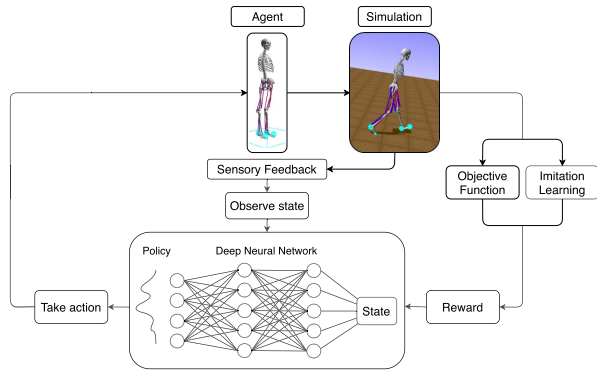 Agent
Simulation
Sensory Feedback
Objective
Function
Imitation
Learning
Observe state
Policy
Deep Neural Network
Take action
State
Reward